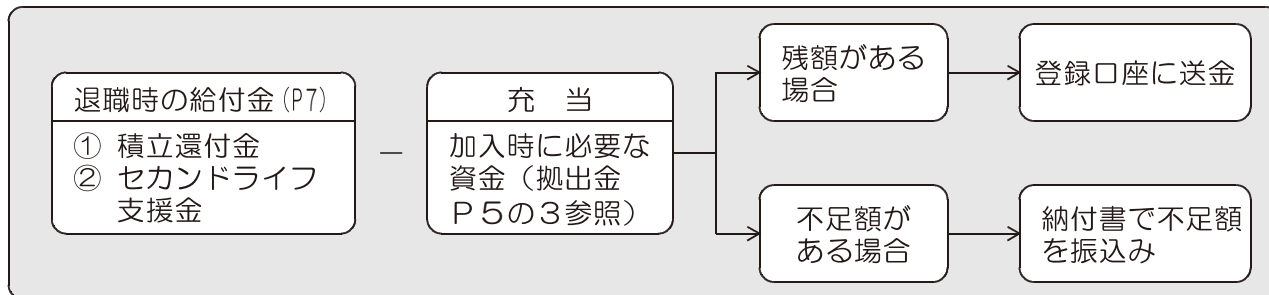 退職時の給付金(P7)
① 積立還付金
② セカンドライフ
支援金
−
充　当
加入時に必要な
資金（拠出金
Ｐ５の３参照）
残額がある
場合
登録口座に送金
不足額が
ある場合
納付書で不足額
を振込み